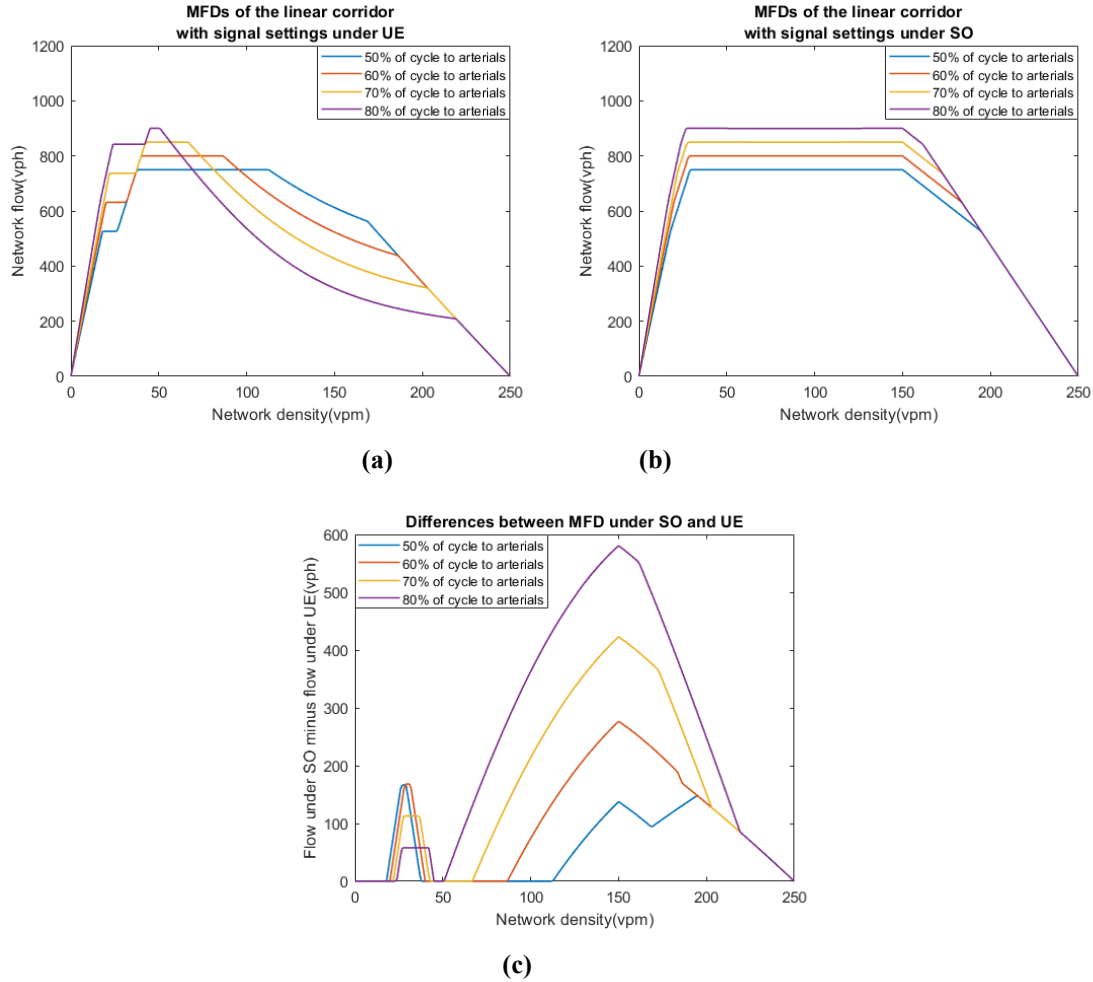 MFDs of the linear corridor
with signal settings under UE
50% of cycle to arterials
60% of cycle to arterials
70% of cycle to arterials
80% of cycle to arterials
Network flow(vph)
1200
1000
800
600
400
200
0
0 50 100 150 200 250
Network density(vpm)
(a)
MFDs of the linear corridor
with signal settings under SO
50% of cycle to arterials
60% of cycle to arterials
70% of cycle to arterials
80% of cycle to arterials
Network flow(vph)
1200
1000
800
600
400
200
0
0 50 100 150 200 250
Network density(vpm)
(b)
Differences between MFD under SO and UE
50% of cycle to arterials
60% of cycle to arterials
70% of cycle to arterials
80% of cycle to arterials
Flow under SO minus flow under UE(vph)
600
500
400
300
200
100
0
0 50 100 150 200 250
Network density(vpm)
(c)